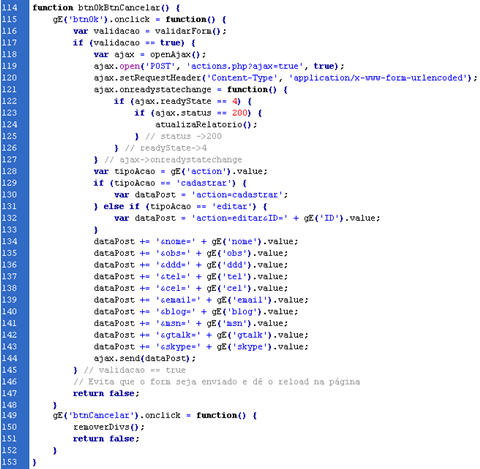 114 function btnOkBtnCancelar() {
115     gE('btnOk').onclick = function() {
116         var validacao = validarForm();
117         if (validacao == true) {
118             var ajax = openAjax();
119             ajax.open('POST', 'actions.php?ajax=true', true);
120             ajax.setRequestHeader('Content-Type', 'application/x-www-form-urlencoded');
121             ajax.onreadystatechange = function() {
122                 if (ajax.readyState == 4) {
123                     if (ajax.status == 200) {
124                         atualizaRelatorio();
125                     } // status ->200
126                 } // readyState->4
127             } // ajax->onreadystatechange
128             var tipoAcao = gE('action').value;
129             if (tipoAcao == 'cadastrar') {
130                 var dataPost = 'action=cadastrar';
131             } else if (tipoAcao == 'editar') {
132                 var dataPost = 'action=editar&ID=' + gE('ID').value;
133             }
134             dataPost += '&nome=' + gE('nome').value;
135             dataPost += '&obs=' + gE('obs').value;
136             dataPost += '&ddd=' + gE('ddd').value;
137             dataPost += '&tel=' + gE('tel').value;
138             dataPost += '&cel=' + gE('cel').value;
139             dataPost += '&email=' + gE('email').value;
140             dataPost += '&blog=' + gE('blog').value;
141             dataPost += '&msn=' + gE('msn').value;
142             dataPost += '&gtalk=' + gE('gtalk').value;
143             dataPost += '&skype=' + gE('skype').value;
144             ajax.send(dataPost);
145         } // validacao == true
146         // Evita que o form seja enviado e dê o reload na página
147         return false;
148     }
149     gE('btnCancelar').onclick = function() {
150         removerDivs();
151         return false;
152     }
153 }